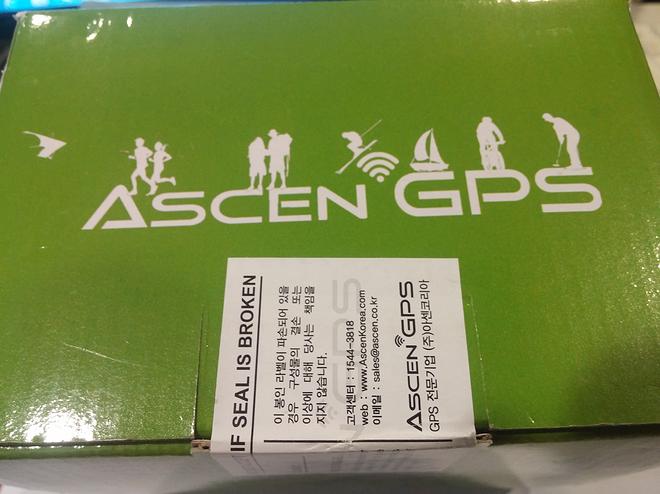 ASCEN GPS
IF SEAL IS BROKEN
이 봉인 라벨이 파손되어 있을
경우 구성물의 결손 또는
이상에 대해 당사는 책임을
지지 않습니다.
고객센터 : 1544-3818
web : www.AscenKorea.com
이메일 : sales@ascen.co.kr
ASCEN GPS
GPS 전문기업 (주)아센코리아